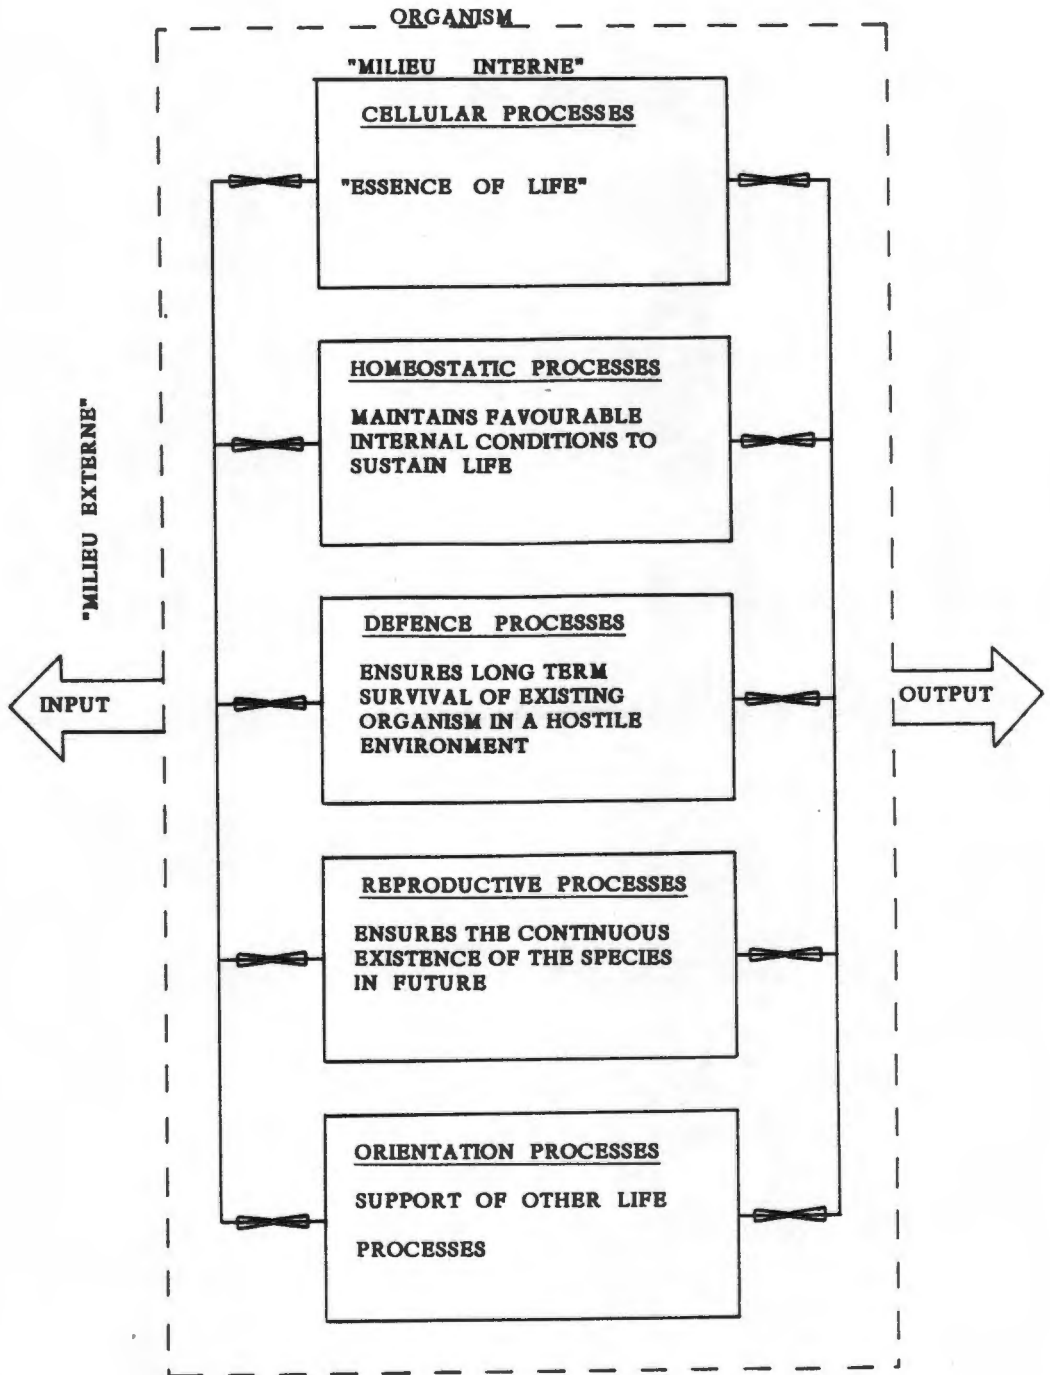 ORGANISM
"MILIEU INTERNE"
CELLULAR PROCESSES
"ESSENCE OF LIFE"
HOMEOSTATIC PROCESSES
MAINTAINS FAVOURABLE
INTERNAL CONDITIONS TO
SUSTAIN LIFE
"MILIEU EXTERNE"
DEFENCE PROCESSES
ENSURES LONG TERM
SURVIVAL OF EXISTING
ORGANISM IN A HOSTILE
ENVIRONMENT
INPUT
OUTPUT
REPRODUCTIVE PROCESSES
ENSURES THE CONTINUOUS
EXISTENCE OF THE SPECIES
IN FUTURE
ORIENTATION PROCESSES
SUPPORT OF OTHER LIFE
PROCESSES